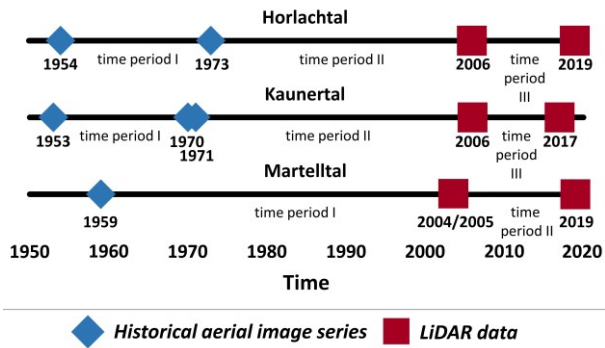 Horlachtal
1954 time period I 1973 time period II 2006 time period III 2019
Kaunertal
1953 time period I 1970 1971 time period II 2006 time period III 2017
Martelltal
1959 time period I 2004/2005 time period II 2019
1950 1960 1970 1980 1990 2000 2010 2020
Time
Historical aerial image series LiDAR data